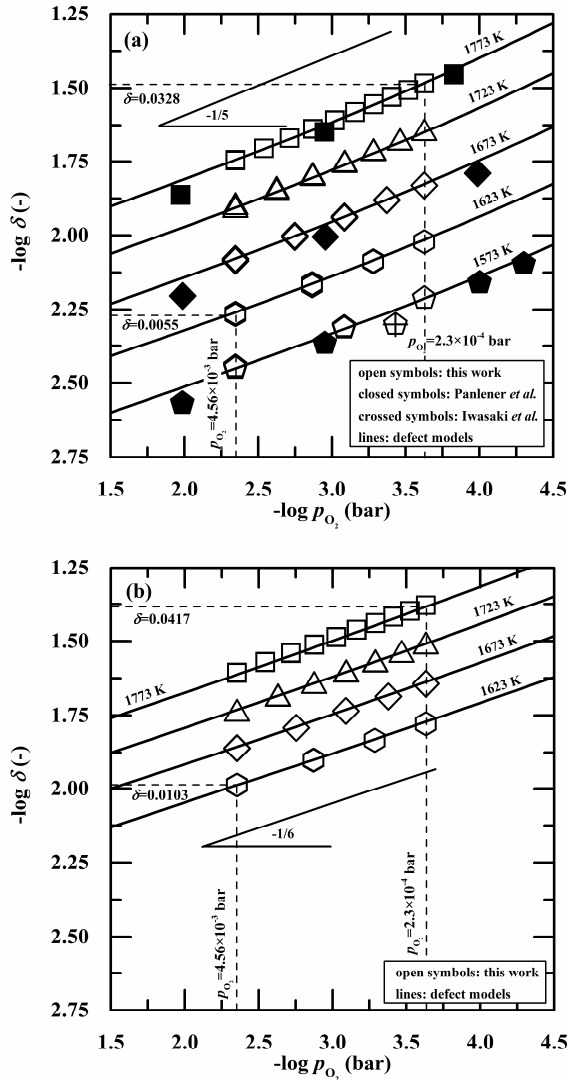 (a)
1773 K
1.50
δ=0.0328
-1/5
1723 K
1.75
1673 K
2.00
1623 K
2.25
δ=0.0055
1573 K
pO2=4.56×10-3 bar
pO2=2.3×10-4 bar
2.50
open symbols: this work
closed symbols: Panlener et al.
crossed symbols: Iwasaki et al.
lines: defect models
2.75
-log δ (-)
1.5 2.0 2.5 3.0 3.5 4.0 4.5
-log pO2 (bar)
1.25
(b)
δ=0.0417
1723 K
1.50
1673 K
1773 K
1.75
1623 K
2.00
δ=0.0103
-1/6
2.25
pO2=4.56×10-3 bar
pO2=2.3×10-4 bar
2.50
open symbols: this work
lines: defect models
2.75
-log δ (-)
1.5 2.0 2.5 3.0 3.5 4.0 4.5
-log pO2 (bar)